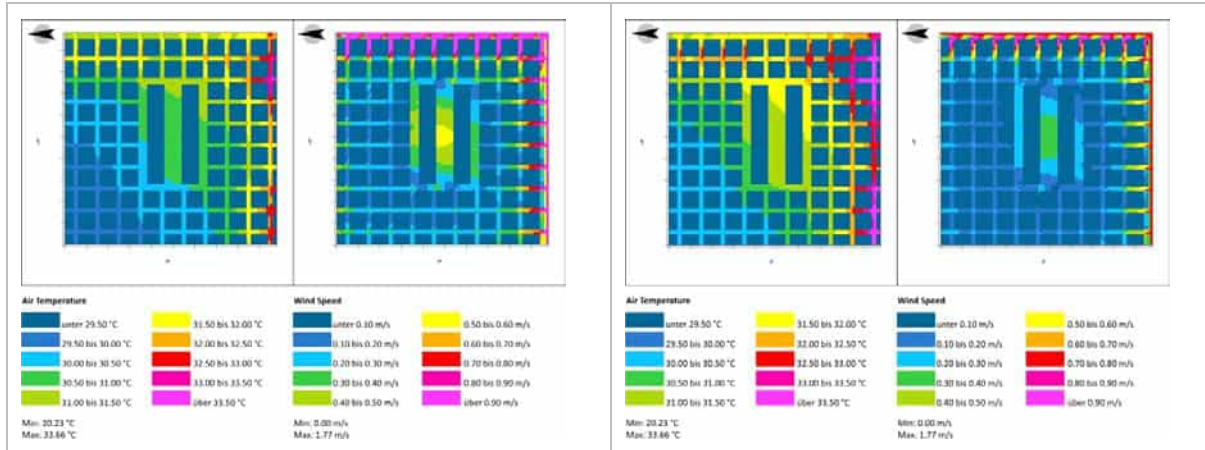 Air Temperature
unter 29.50 °C
29.50 bis 30.00 °C
30.00 bis 30.50 °C
30.50 bis 31.00 °C
31.00 bis 31.50 °C
31.50 bis 32.00 °C
32.00 bis 32.50 °C
32.50 bis 33.00 °C
33.00 bis 33.50 °C
über 33.50 °C
Min: 20.23 °C
Max: 33.66 °C
Wind Speed
unter 0.10 m/s
0.10 bis 0.20 m/s
0.20 bis 0.30 m/s
0.30 bis 0.40 m/s
0.40 bis 0.50 m/s
0.50 bis 0.60 m/s
0.60 bis 0.70 m/s
0.70 bis 0.80 m/s
0.80 bis 0.90 m/s
über 0.90 m/s
Min: 0.00 m/s
Max: 1.77 m/s
Air Temperature
unter 29.50 °C
29.50 bis 30.00 °C
30.00 bis 30.50 °C
30.50 bis 31.00 °C
31.00 bis 31.50 °C
31.50 bis 32.00 °C
32.00 bis 32.50 °C
32.50 bis 33.00 °C
33.00 bis 33.50 °C
über 33.50 °C
Min: 20.23 °C
Max: 33.66 °C
Wind Speed
unter 0.10 m/s
0.10 bis 0.20 m/s
0.20 bis 0.30 m/s
0.30 bis 0.40 m/s
0.40 bis 0.50 m/s
0.50 bis 0.60 m/s
0.60 bis 0.70 m/s
0.70 bis 0.80 m/s
0.80 bis 0.90 m/s
über 0.90 m/s
Min: 0.00 m/s
Max: 1.77 m/s